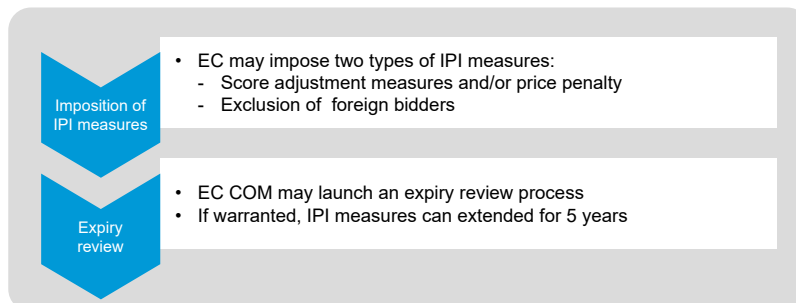 Imposition of
IPI measures
• EC may impose two types of IPI measures:
- Score adjustment measures and/or price penalty
- Exclusion of foreign bidders
Expiry
review
• EC COM may launch an expiry review process
• If warranted, IPI measures can extended for 5 years